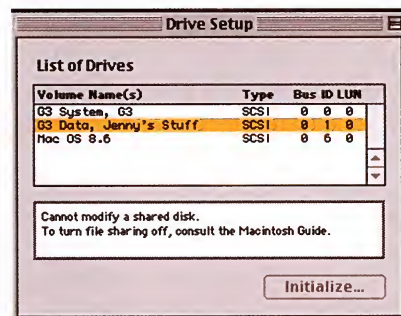 Drive Setup
List of Drives
Volume Name(s) Type Bus ID LUN
G3 System, G3 SCSI 0 0 0
G3 Data, Jenny's Stuff SCSI 0 1 0
Mac OS 8.6 SCSI 0 6 0
Cannot modify a shared disk.
To turn file sharing off, consult the Macintosh Guide.
Initialize...